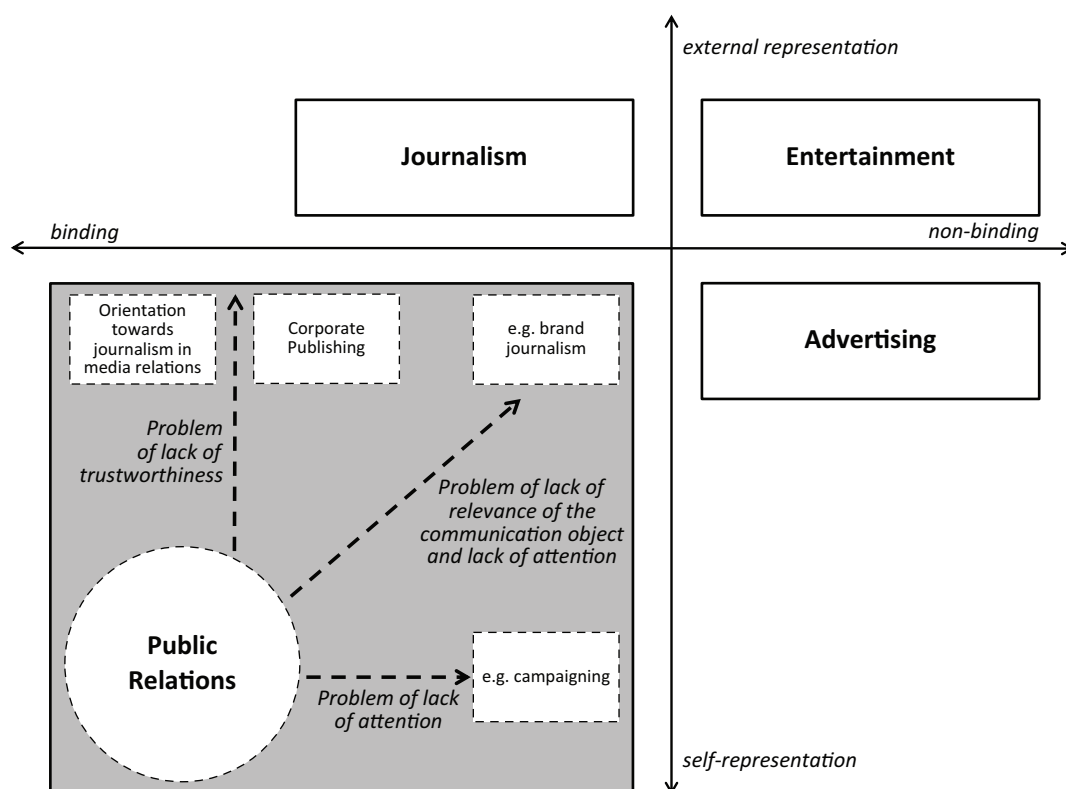 external representation
Journalism
Entertainment
binding
non-binding
Orientation
towards
journalism in
media relations
Corporate
Publishing
e.g. brand
journalism
Advertising
Problem
of lack of
trustworthiness
Problem of lack of
relevance of the
communication object
and lack of attention
Public
Relations
e.g. campaigning
Problem of lack
of attention
self-representation